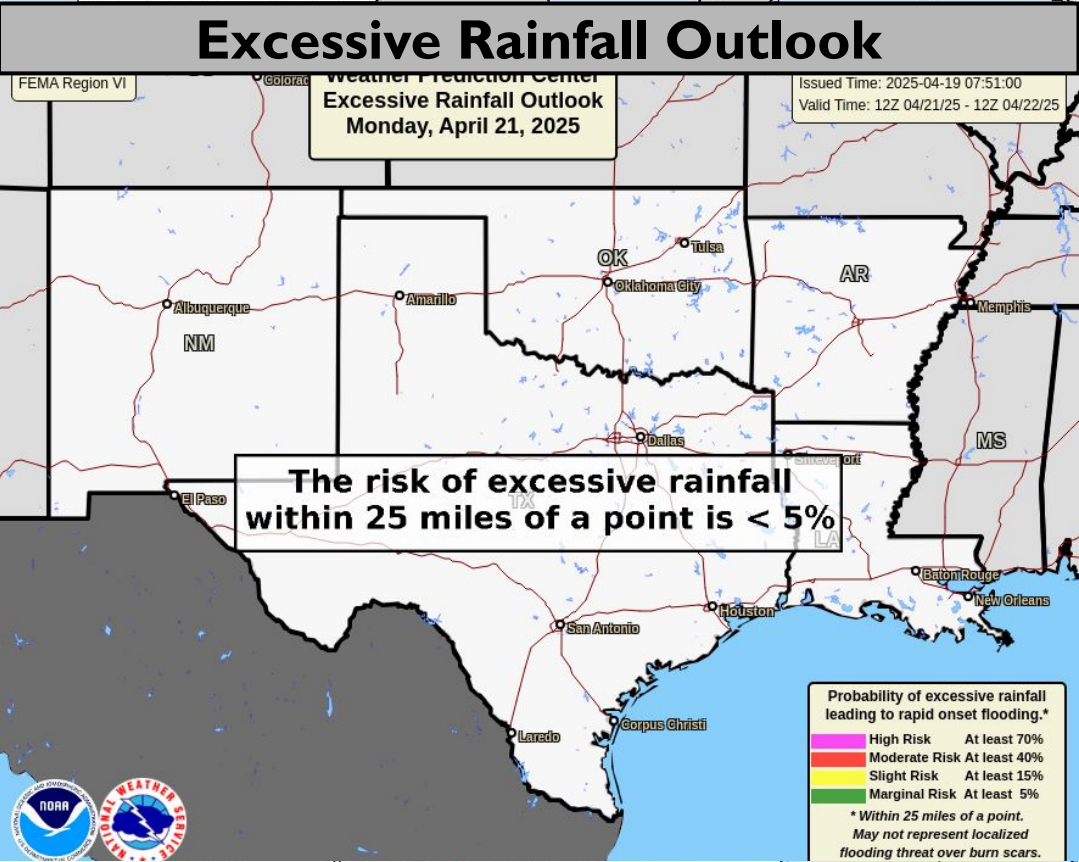 Excessive Rainfall Outlook
FEMA Region VI
Weather Prediction Center
Excessive Rainfall Outlook
Monday, April 21, 2025
Issued Time: 2025-04-19 07:51:00
Valid Time: 12Z 04/21/25 - 12Z 04/22/25
Colorad
Tulsa
OK
Oklahoma City
AR
Albuquerque
Amarillo
Memphis
NM
Dallas
MS
Shreveport
El Paso
The risk of excessive rainfall
within 25 miles of a point is < 5%
TX
LA
Baton Rouge
New Orleans
Houston
San Antonio
Corpus Christi
Laredo
Probability of excessive rainfall
leading to rapid onset flooding.*
High Risk At least 70%
Moderate Risk At least 40%
Slight Risk At least 15%
Marginal Risk At least 5%
* Within 25 miles of a point.
May not represent localized
flooding threat over burn scars.
NOAA
NATIONAL WEATHER SERVICE